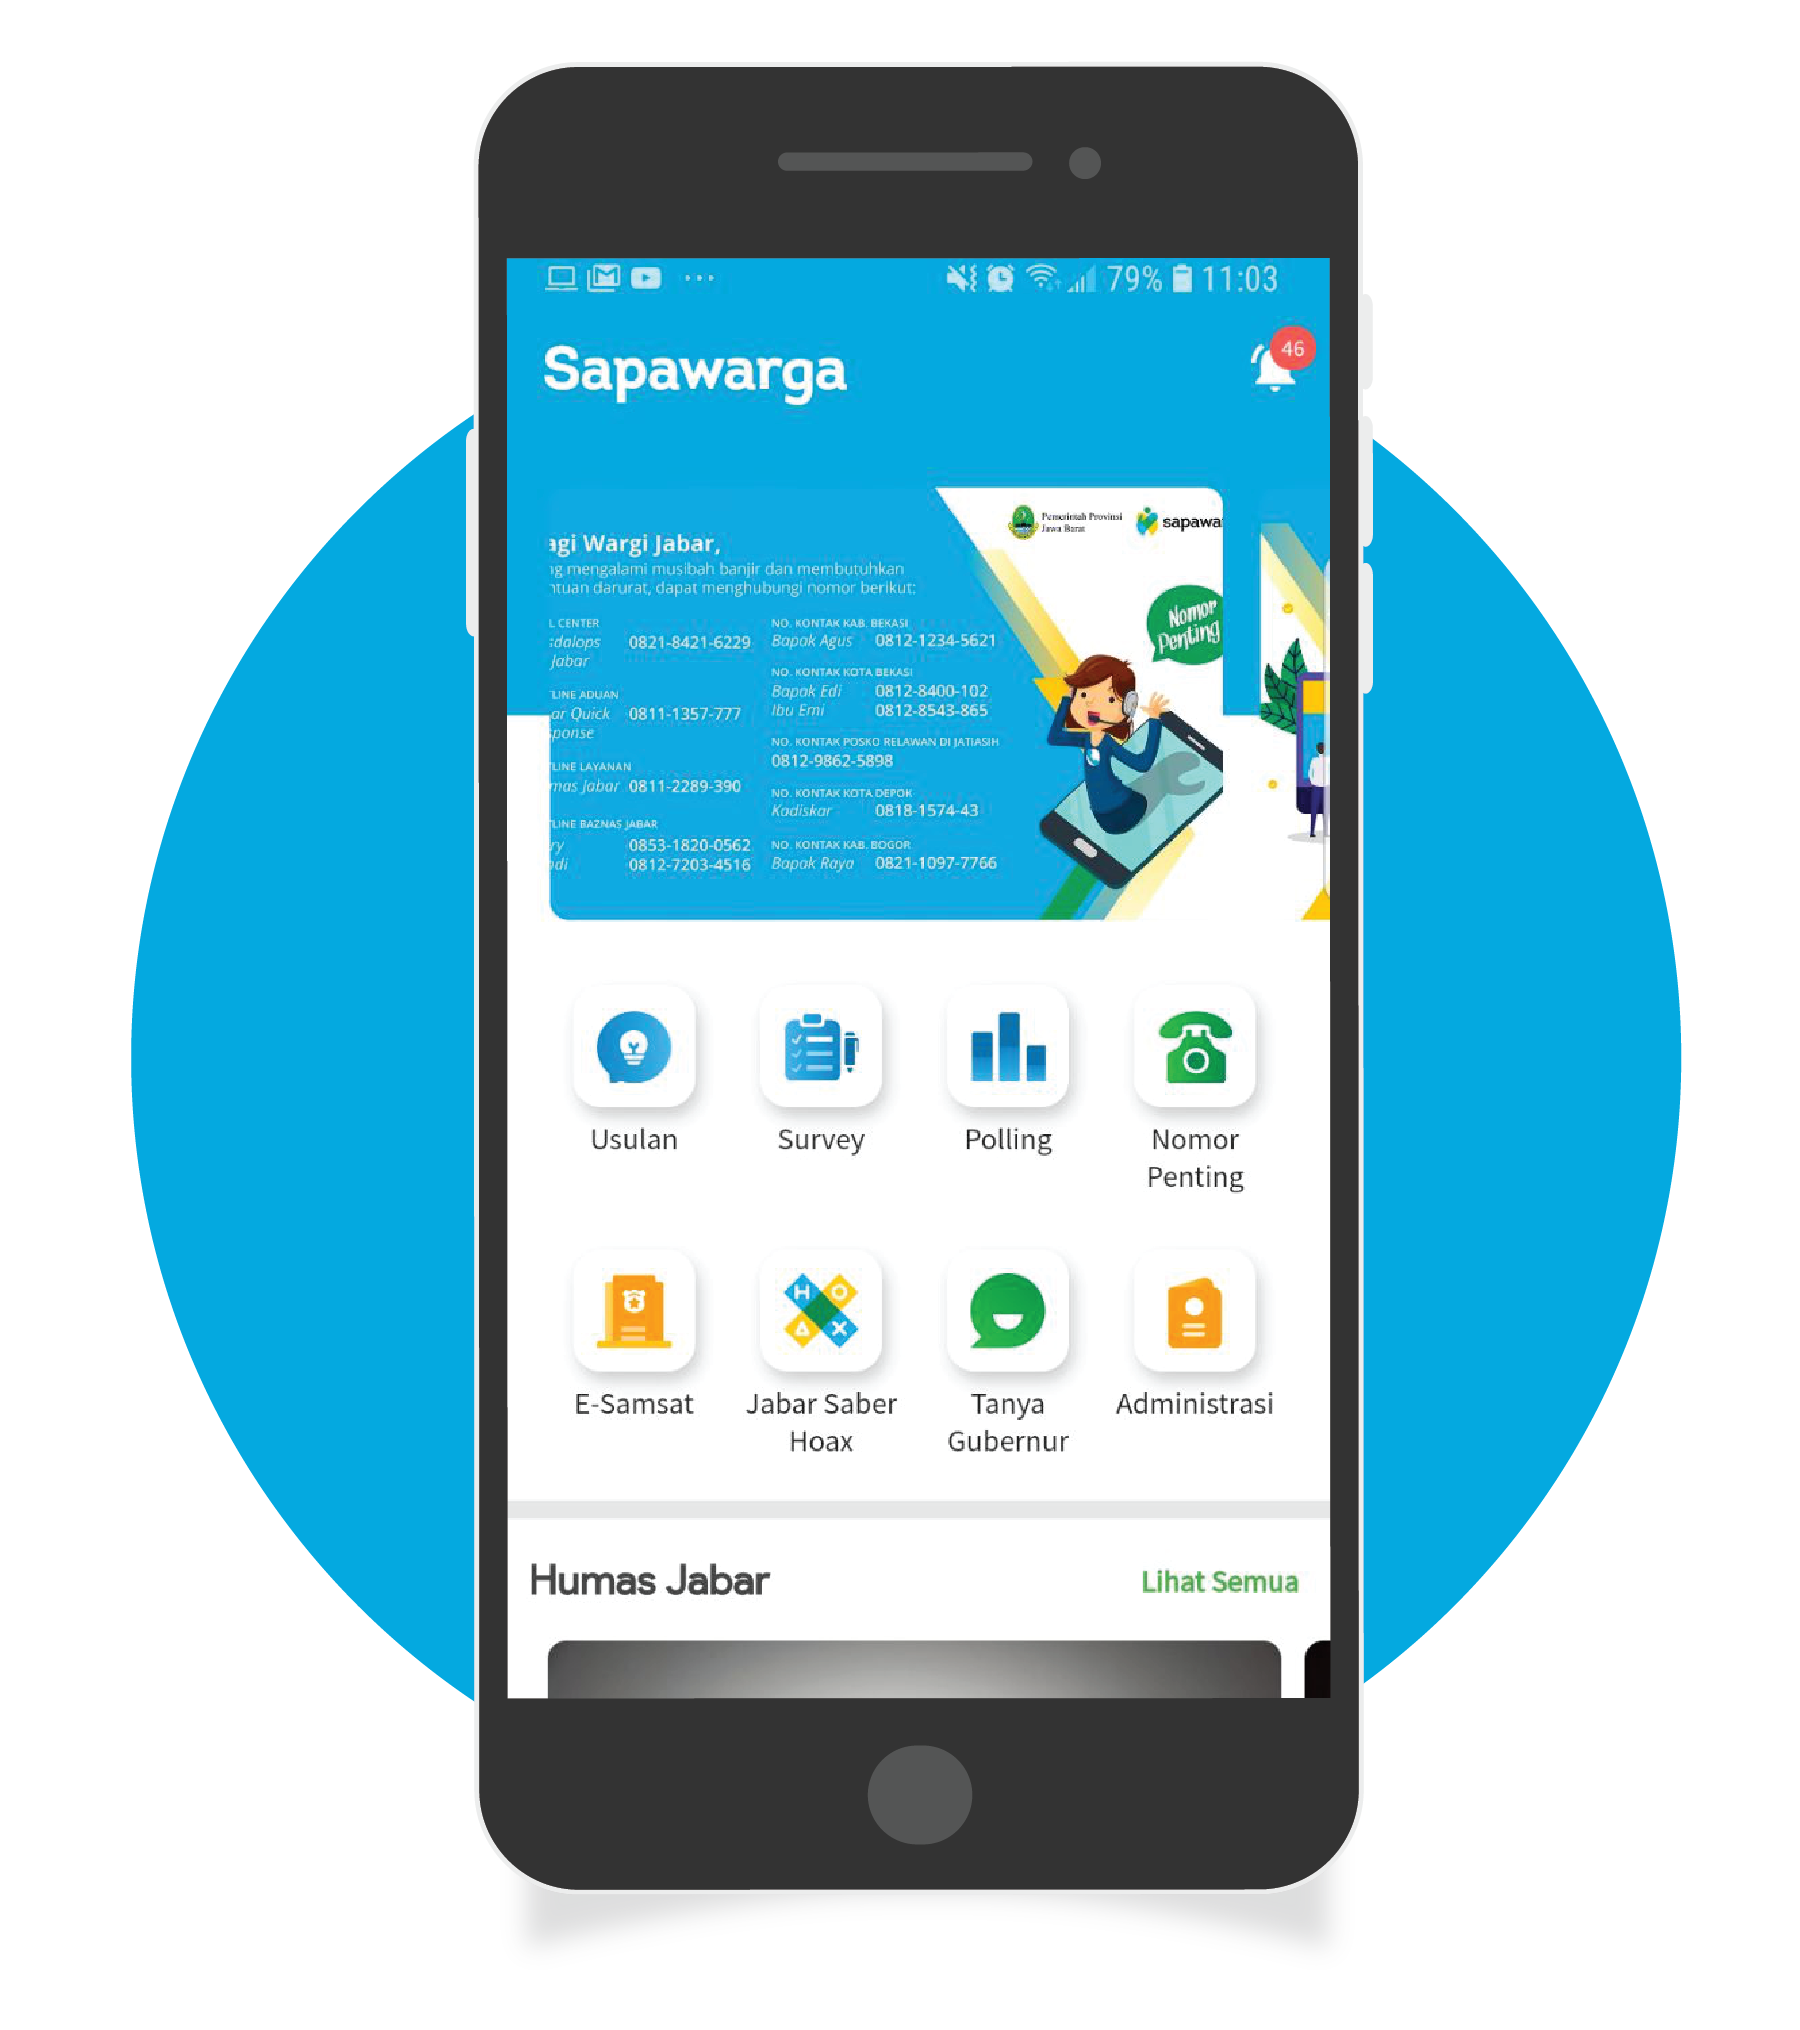 79% 11:03
Sapawarga
46
Pemerintah Provinsi
Jawa Barat
sapawa
agi Wargi Jabar,
ng mengalami musibah banjir dan membutuhkan
ntuan darurat, dapat menghubungi nomor berikut:
L CENTER
dalops 0821-8421-6229
Jabar
LINE ADUAN
ar Quick 0811-1357-777
ponse
LINE LAYANAN
mas Jabar 0811-2289-390
LINE BAZNAS JABAR
ry 0853-1820-0562
di 0812-7203-4516
NO. KONTAK KAB. BEKASI
Bapak Agus 0812-1234-5621
NO. KONTAK KOTA BEKASI
Bapak Edi 0812-8400-102
Ibu Emi 0812-8543-865
NO. KONTAK POSKO RELAWAN DI JATIASIH
0812-9862-5898
NO. KONTAK KOTA DEPOK
Kadiskar 0818-1574-43
NO. KONTAK KAB. BOGOR
Bapak Raya 0821-1097-7766
Nomor
Penting
Usulan
Survey
Polling
Nomor
Penting
HOAX
E-Samsat
Jabar Saber
Hoax
Tanya
Gubernur
Administrasi
Humas Jabar
Lihat Semua